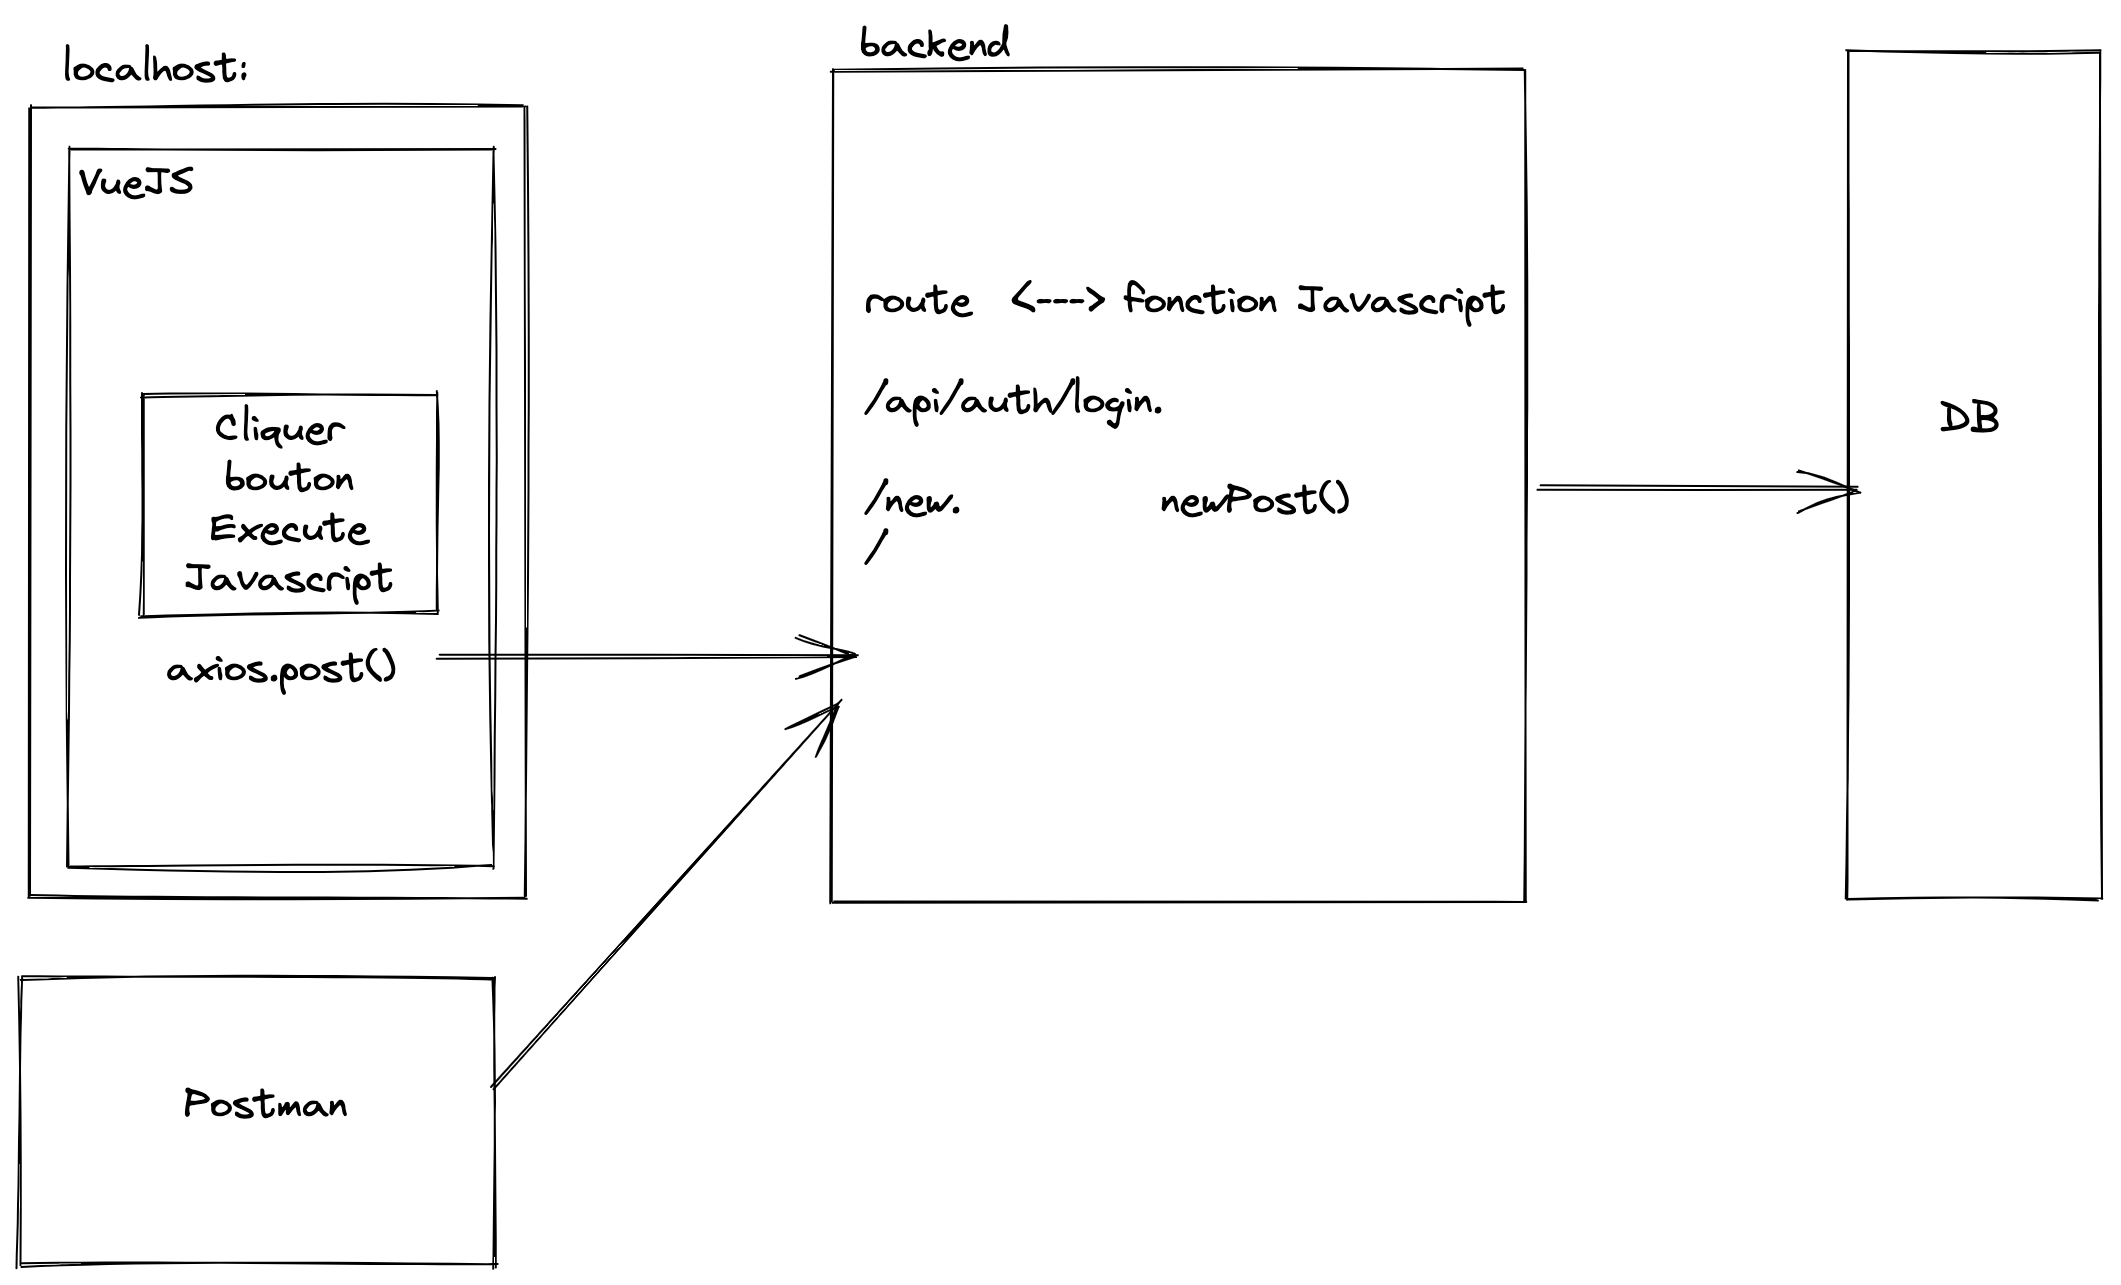 localhost:
VueJS
Cliquer
bouton
Execute
Javascript
axios.post()
Postman
backend
route <---> fonction Javascript
/api/auth/login.
/new. newPost()
/
DB